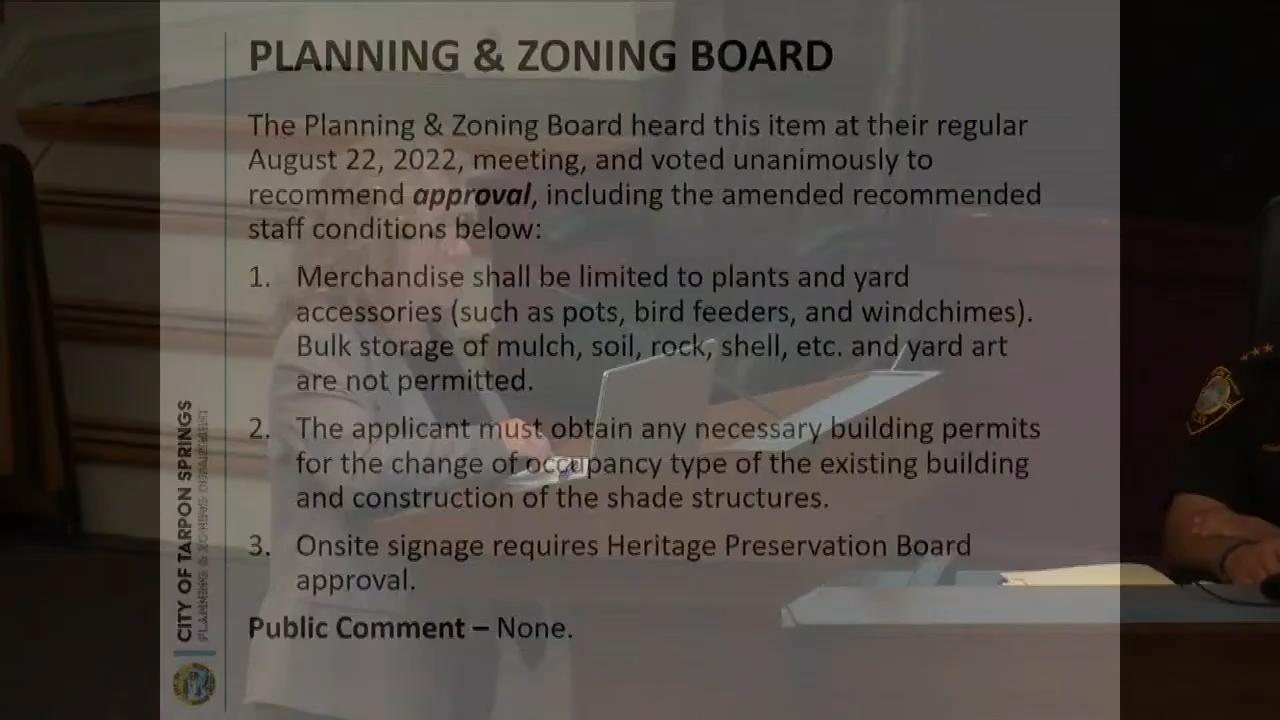 PLANNING & ZONING BOARD
The Planning & Zoning Board heard this item at their regular
August 22, 2022, meeting, and voted unanimously to
recommend approval, including the amended recommended
staff conditions below:
1. Merchandise shall be limited to plants and yard
accessories (such as pots, bird feeders, and windchimes).
Bulk storage of mulch, soil, rock, shell, etc. and yard art
are not permitted.
2. The applicant must obtain any necessary building permits
for the change of occupancy type of the existing building
and construction of the shade structures.
3. Onsite signage requires Heritage Preservation Board
approval.
Public Comment – None.
CITY OF TARPON SPRINGS
PLANNING & ZONING DEPARTMENT